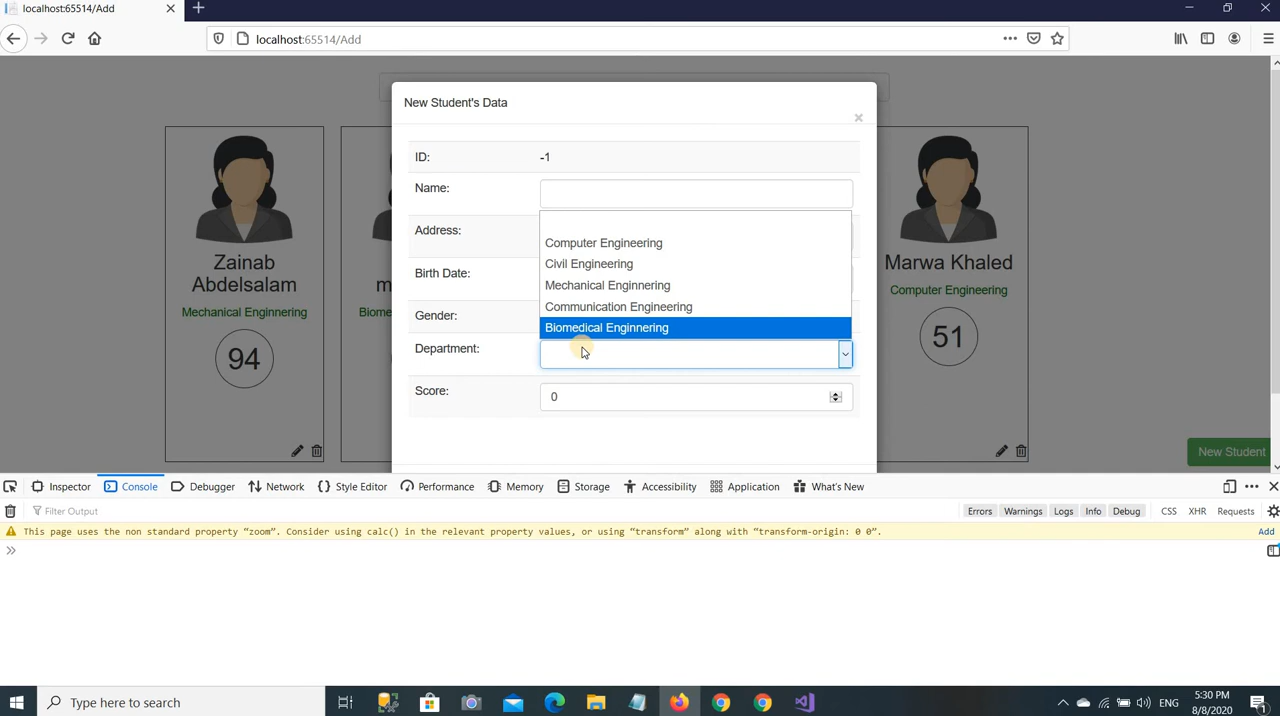 localhost:65514/Add
localhost:65514/Add
New Student's Data
ID:
-1
Name:
Address:
Computer Engineering
Civil Engineering
Mechanical Enginnering
Communication Engineering
Biomedical Enginnering
Birth Date:
Gender:
Department:
Score:
0
Zainab
Abdelsalam
Mechanical Enginnering
94
m
Biome
Marwa Khaled
Computer Engineering
51
New Student
Inspector
Console
Debugger
Network
Style Editor
Performance
Memory
Storage
Accessibility
Application
What's New
Filter Output
Errors
Warnings
Logs
Info
Debug
CSS
XHR
Requests
This page uses the non standard property “zoom”. Consider using calc() in the relevant property values, or using “transform” along with “transform-origin: 0 0”.
Add
Type here to search
ENG
5:30 PM
8/8/2020
1